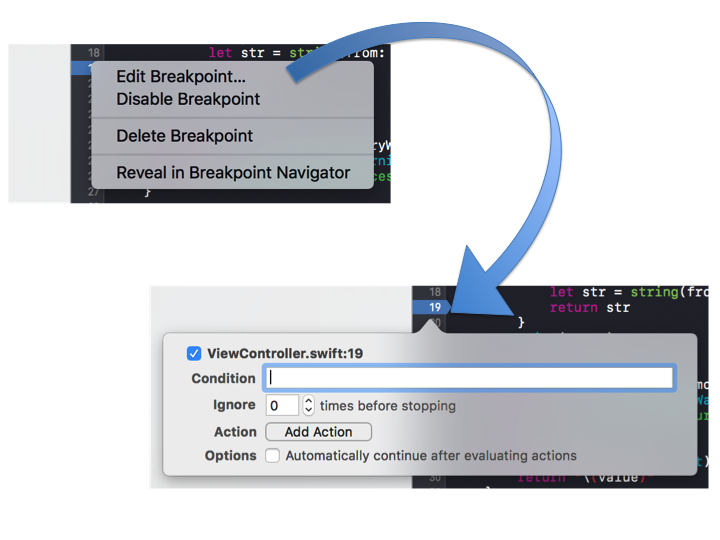 18 let str = string(from:
Edit Breakpoint...
Disable Breakpoint
Delete Breakpoint
Reveal in Breakpoint Navigator
27 }
18 let str = string(fro
19 return str
}
ViewController.swift:19
Condition
Ignore 0 times before stopping
Action Add Action
Options Automatically continue after evaluating actions
30 return "\(value)"